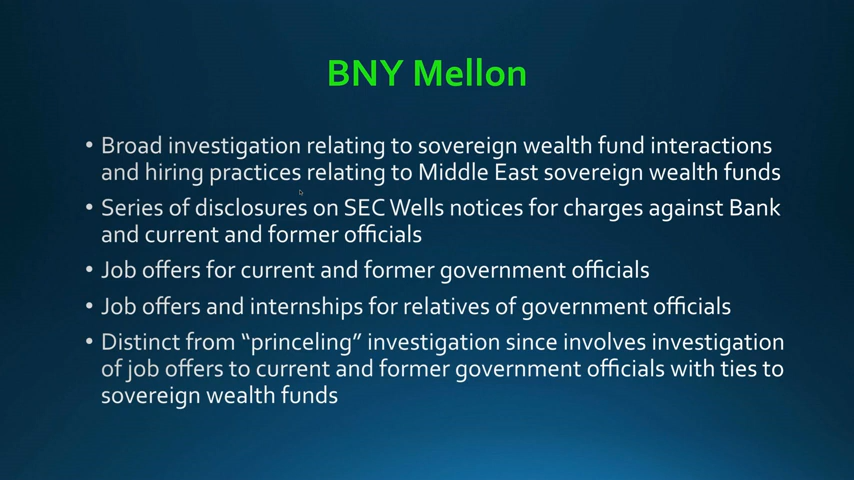 BNY Mellon
• Broad investigation relating to sovereign wealth fund interactions
and hiring practices relating to Middle East sovereign wealth funds
• Series of disclosures on SEC Wells notices for charges against Bank
and current and former officials
• Job offers for current and former government officials
• Job offers and internships for relatives of government officials
• Distinct from “princeling” investigation since involves investigation
of job offers to current and former government officials with ties to
sovereign wealth funds